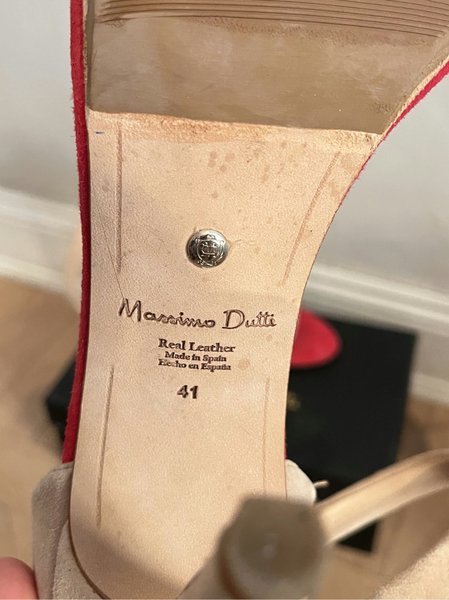 Massimo Dutti
Real Leather
Made in Spain
Hecho en España
41